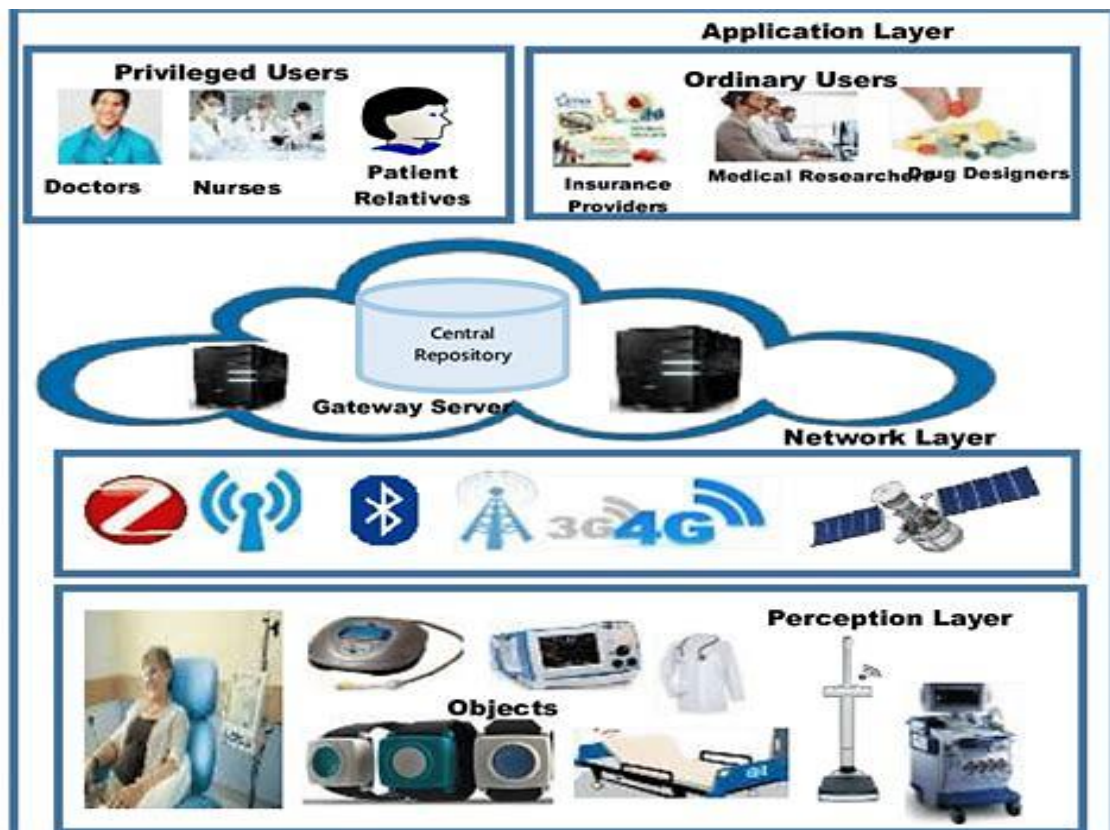 Application Layer
Privileged Users
Doctors
Nurses
Patient
Relatives
Ordinary Users
Insurance
Providers
Medical Researchers
Drug Designers
Central
Repository
Gateway Server
Network Layer
Z
3G 4G
Perception Layer
Objects